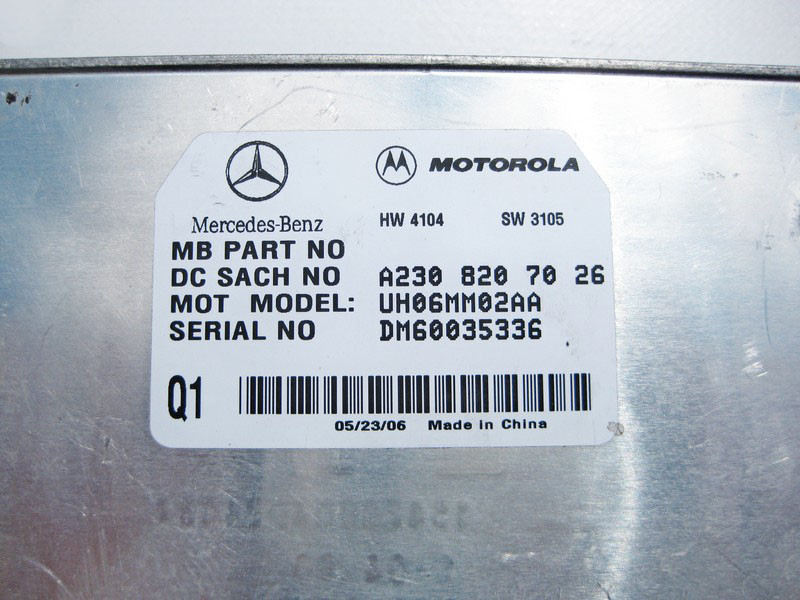 MOTOROLA
Mercedes-Benz
HW 4104 SW 3105
MB PART NO
DC SACH NO A230 820 70 26
MOT MODEL: UH06MM02AA
SERIAL NO DM60035336
Q1
05/23/06 Made in China